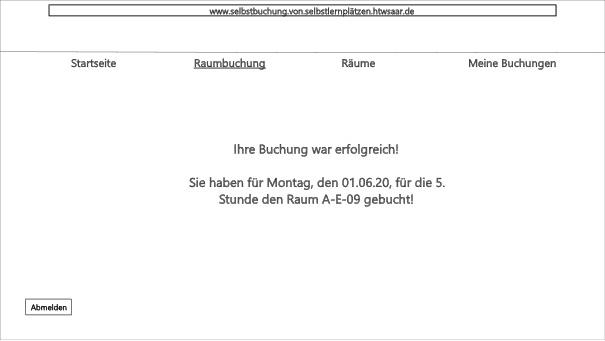 www.selbstbuchung.von.selbstlernplätzen.htwsaar.de
Startseite Raumbuchung Räume Meine Buchungen
Ihre Buchung war erfolgreich!
Sie haben für Montag, den 01.06.20, für die 5.
Stunde den Raum A-E-09 gebucht!
Abmelden